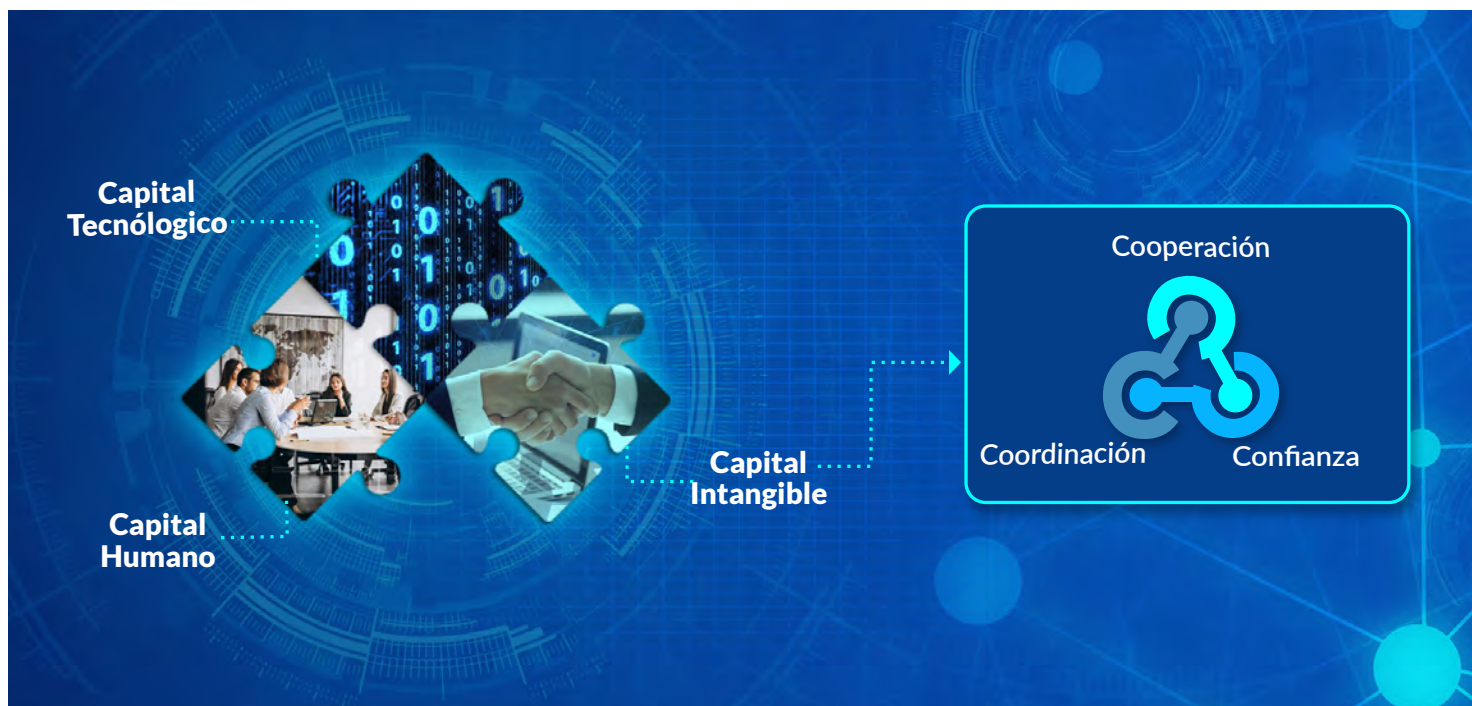 Capital
Tecnólogico
Capital
Humano
Capital
Intangible
Cooperación
Coordinación
Confianza